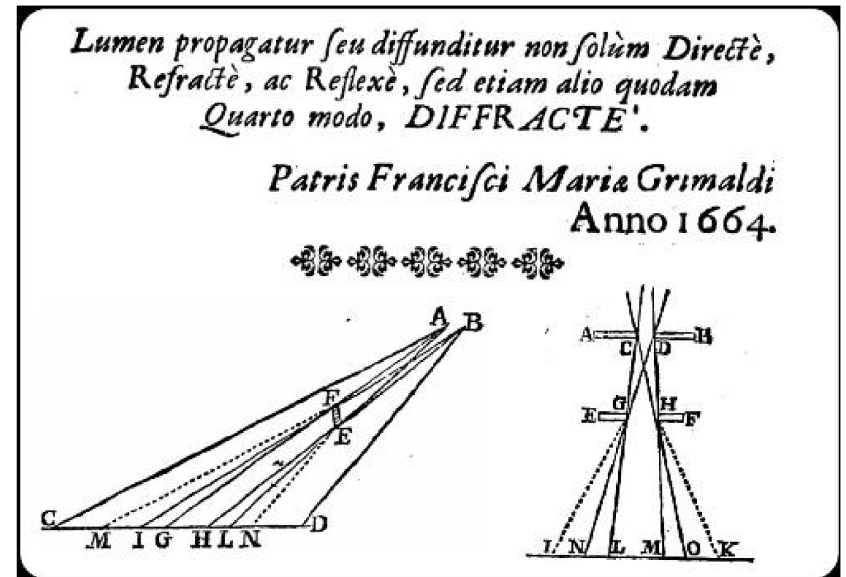 Lumen propagatur ſeu diffunditur non ſolùm Directè,
Refractè, ac Reflexè, ſed etiam alio quodam
Quarto modo, DIFFRACTE'.
Patris Franciſci Mariæ Grimaldi
Anno 1664.
A B
F
E
C D
M I G H L N
A C D B
G H
E F
I N L M O K